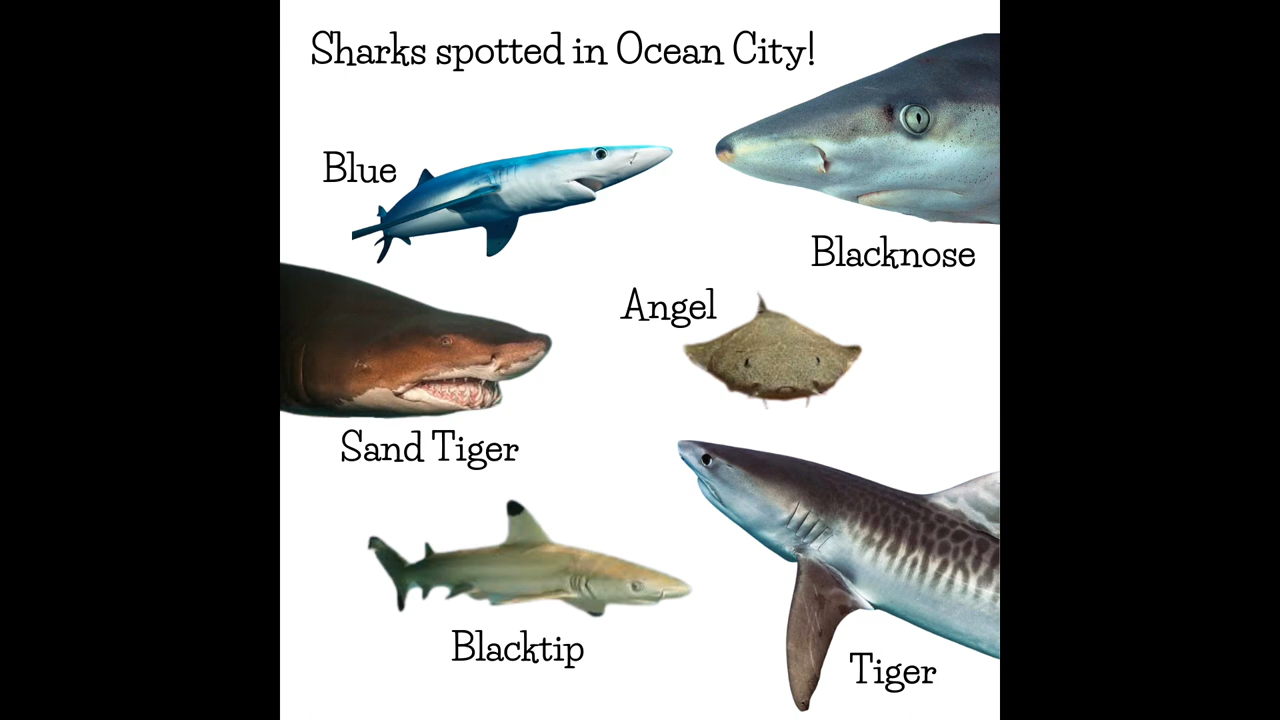 Sharks spotted in Ocean City!
Blue
Blacknose
Angel
Sand Tiger
Blacktip
Tiger